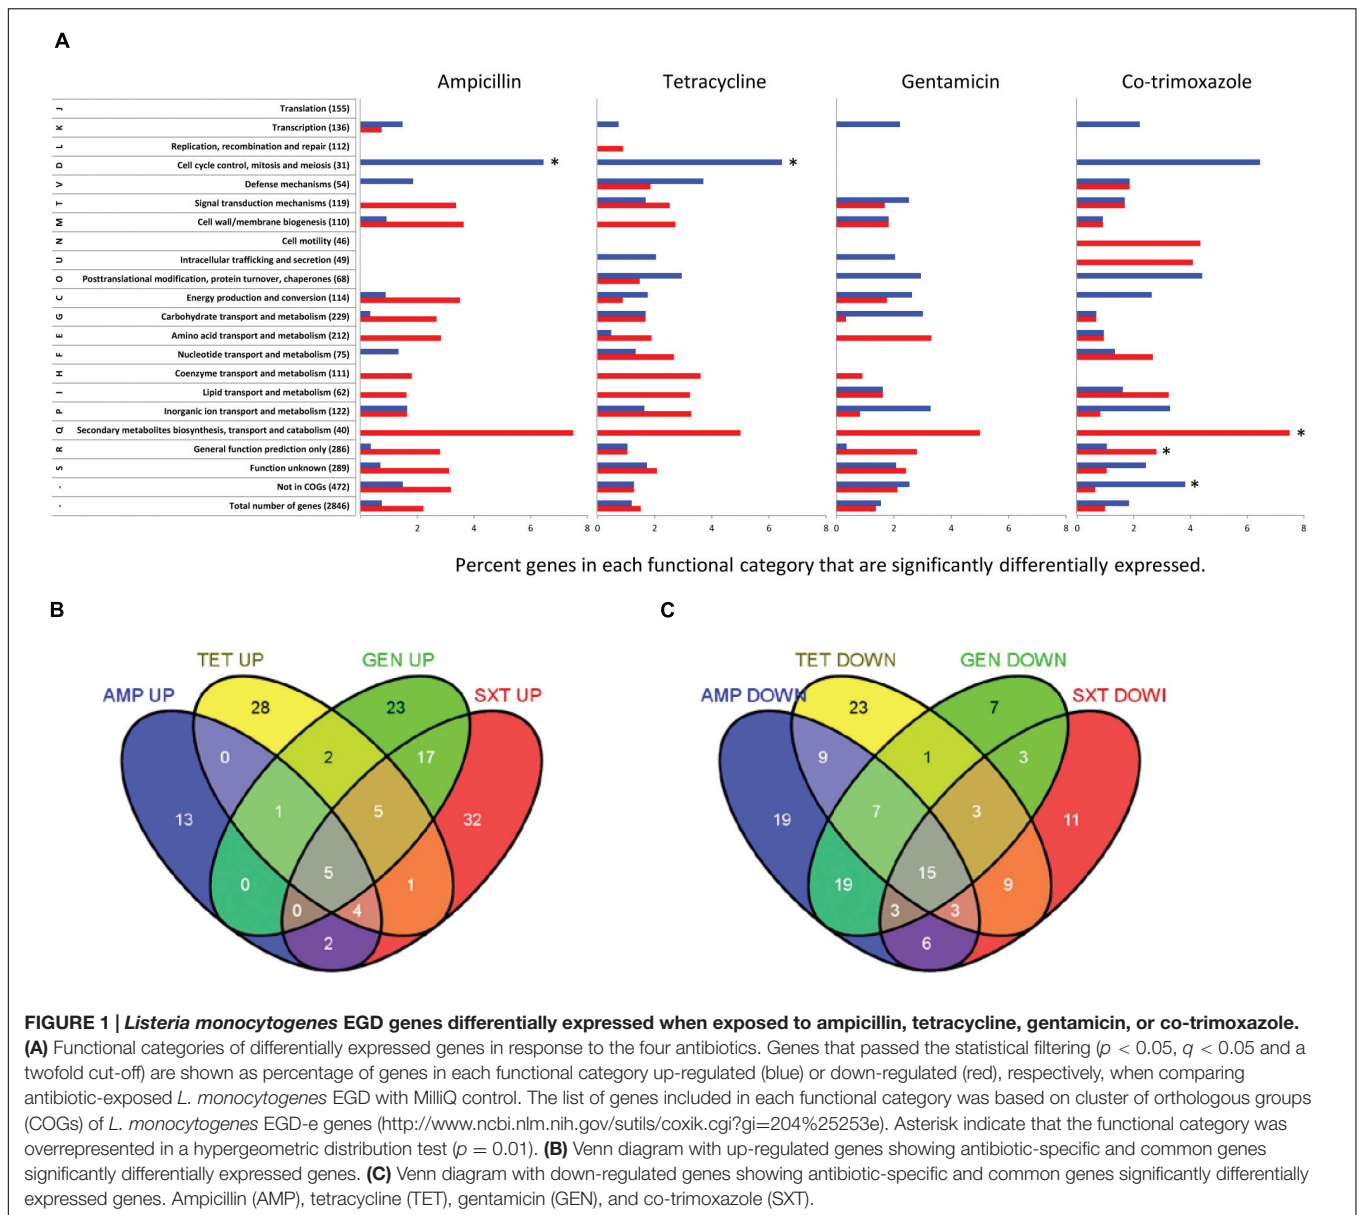 A
Ampicillin Tetracycline Gentamicin Co-trimoxazole
J Translation (155)
K Transcription (136)
L Replication, recombination and repair (112)
D Cell cycle control, mitosis and meiosis (31) * *
V Defense mechanisms (54)
T Signal transduction mechanisms (119)
M Cell wall/membrane biogenesis (110)
N Cell motility (46)
U Intracellular trafficking and secretion (49)
O Posttranslational modification, protein turnover, chaperones (68)
C Energy production and conversion (114)
G Carbohydrate transport and metabolism (229)
E Amino acid transport and metabolism (212)
F Nucleotide transport and metabolism (75)
H Coenzyme transport and metabolism (111)
I Lipid transport and metabolism (62)
P Inorganic ion transport and metabolism (122)
Q Secondary metabolites biosynthesis, transport and catabolism (40) *
R General function prediction only (286) *
S Function unknown (289)
- Not in COGs (472) *
- Total number of genes (2846)
2 4 6 8 0 2 4 6 8 0 2 4 6 8 0 2 4 6 8
Percent genes in each functional category that are significantly differentially expressed.
B
TET UP GEN UP
AMP UP SXT UP
28 23
0 2 17
13 1 5 32
0 5 1
0 4
2
C
TET DOWN GEN DOWN
AMP DOWN SXT DOWI
23 7
9 1 3
19 7 3 11
19 15 9
3 3
6
FIGURE 1 | Listeria monocytogenes EGD genes differentially expressed when exposed to ampicillin, tetracycline, gentamicin, or co-trimoxazole.
(A) Functional categories of differentially expressed genes in response to the four antibiotics. Genes that passed the statistical filtering (p < 0.05, q < 0.05 and a
twofold cut-off) are shown as percentage of genes in each functional category up-regulated (blue) or down-regulated (red), respectively, when comparing
antibiotic-exposed L. monocytogenes EGD with MilliQ control. The list of genes included in each functional category was based on cluster of orthologous groups
(COGs) of L. monocytogenes EGD-e genes (http://www.ncbi.nlm.nih.gov/sutils/coxik.cgi?gi=204%25253e). Asterisk indicate that the functional category was
overrepresented in a hypergeometric distribution test (p = 0.01). (B) Venn diagram with up-regulated genes showing antibiotic-specific and common genes
significantly differentially expressed genes. (C) Venn diagram with down-regulated genes showing antibiotic-specific and common genes significantly differentially
expressed genes. Ampicillin (AMP), tetracycline (TET), gentamicin (GEN), and co-trimoxazole (SXT).